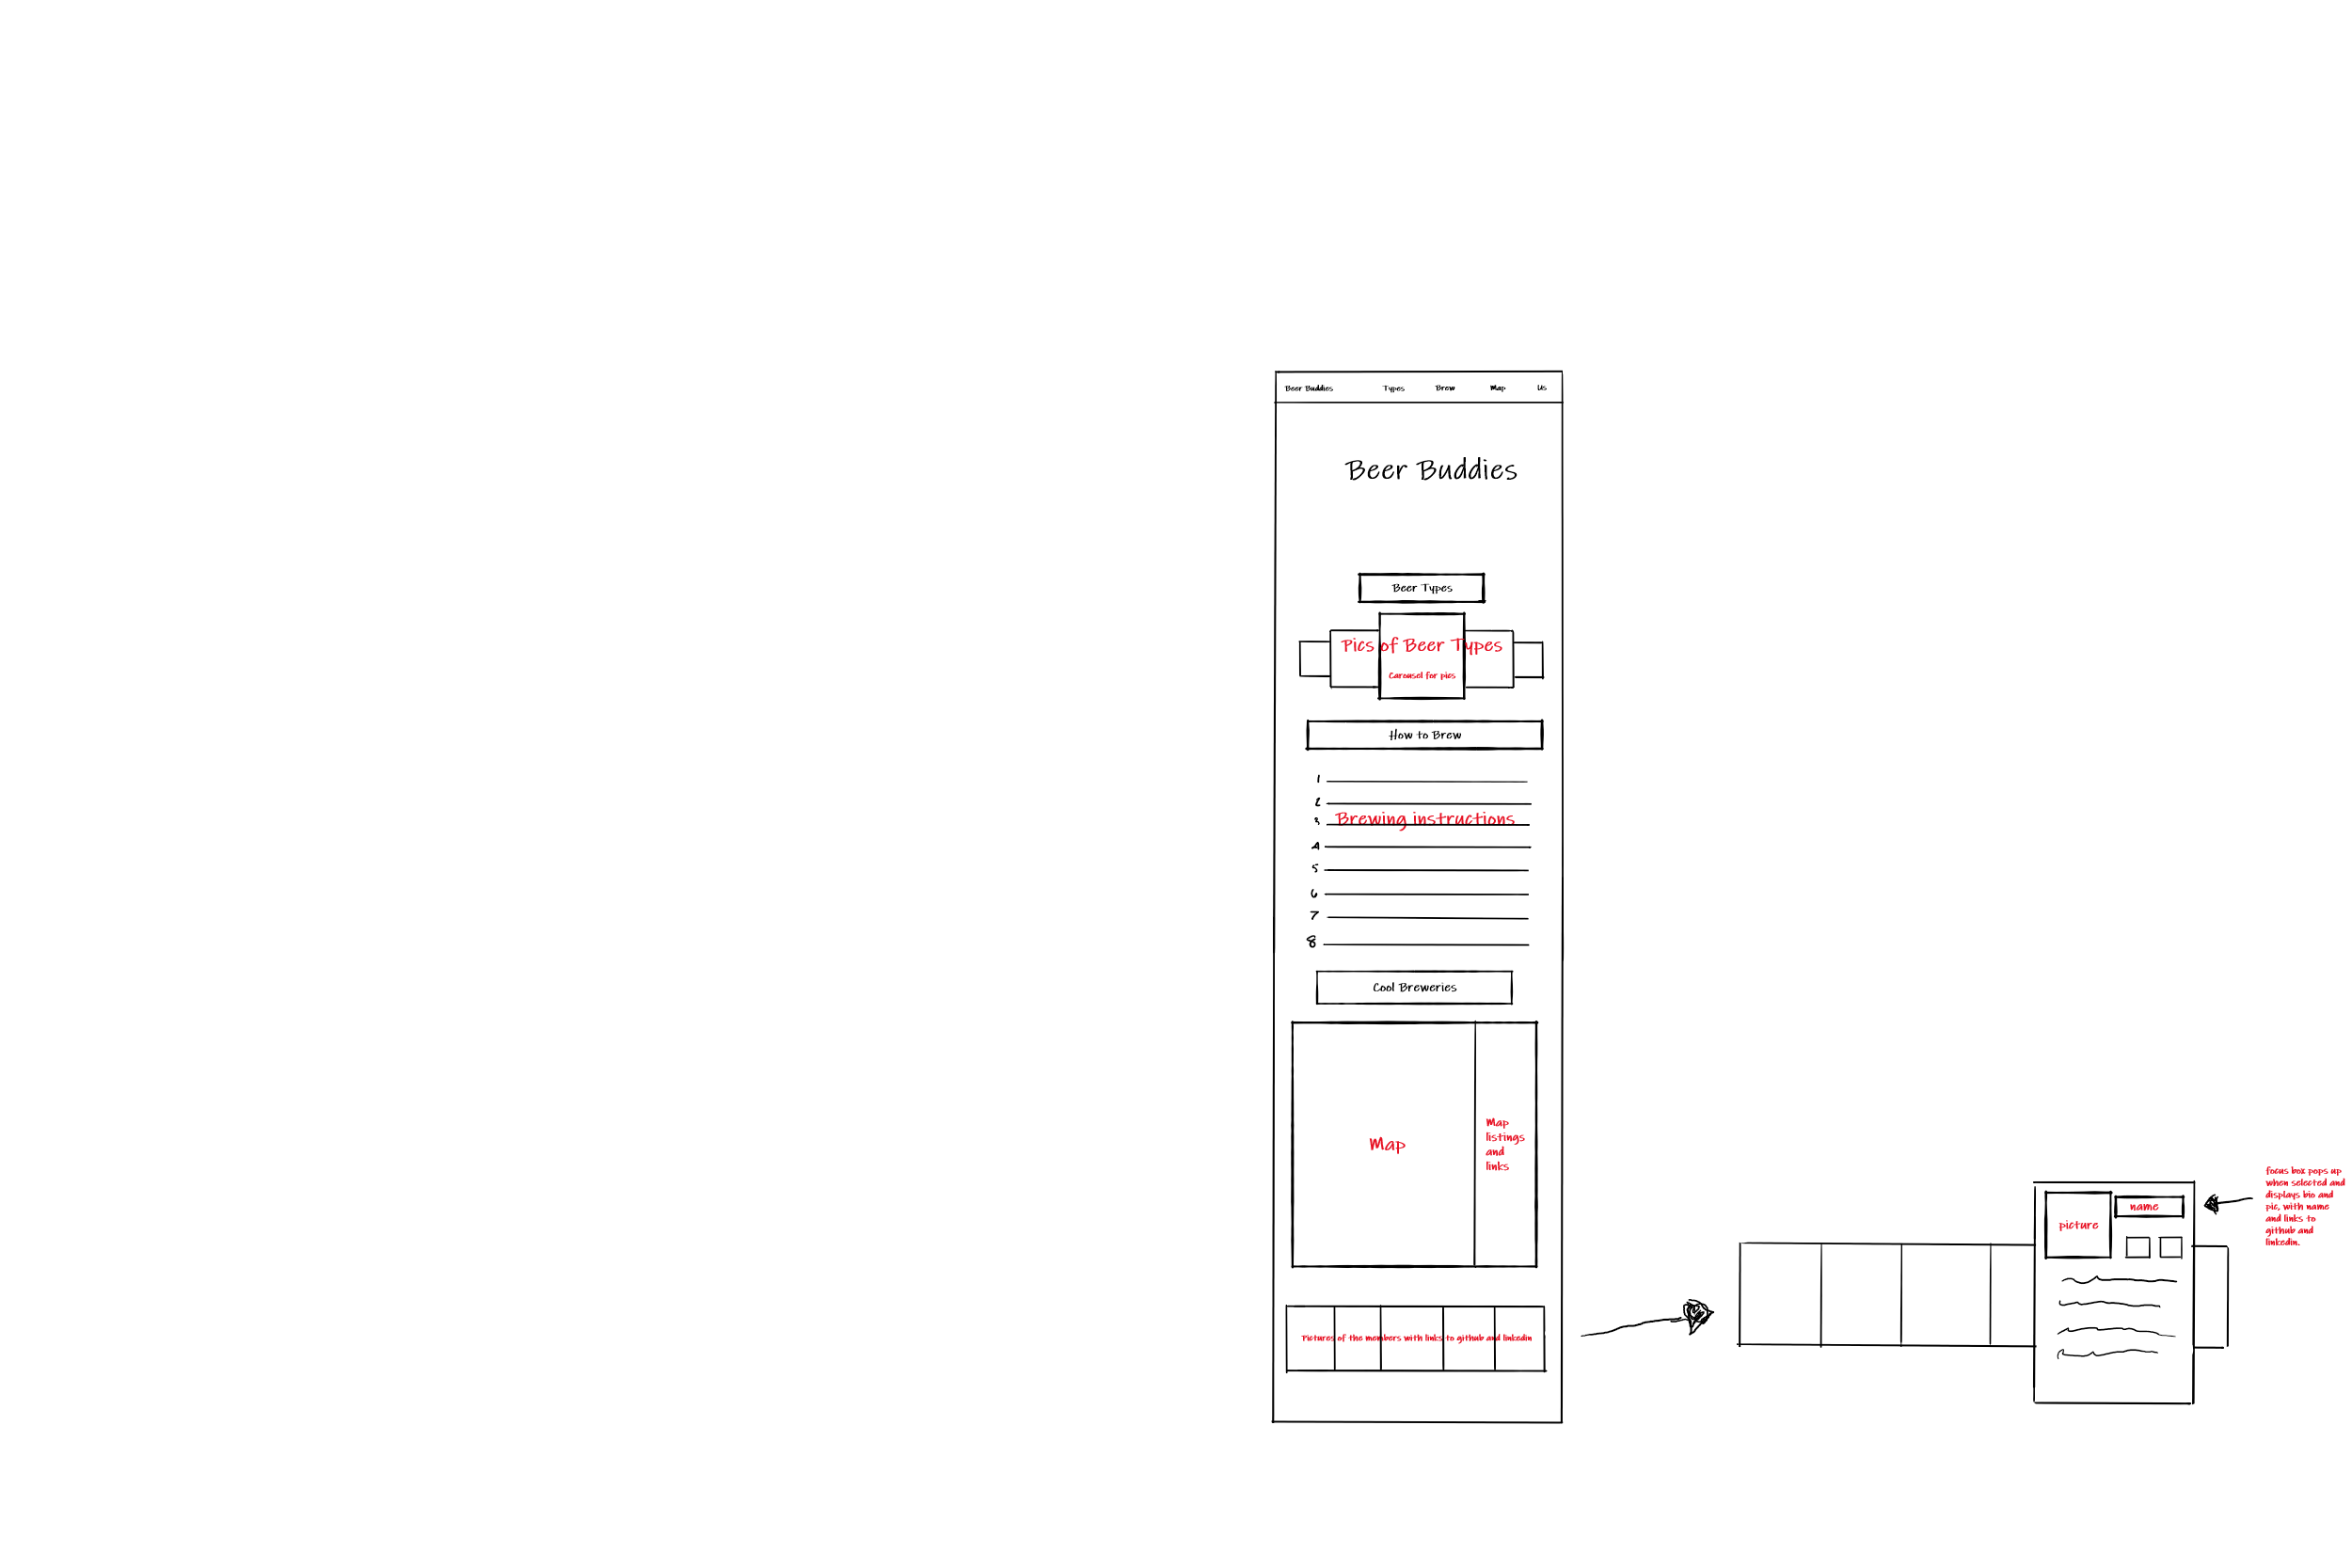 Beer Buddies Types Brew Map Us
Beer Buddies
Beer Types
Pics of Beer Types
Carousel for pics
How to Brew
1
2
3 Brewing instructions
4
5
6
7
8
Cool Breweries
Map
Map
listings
and
links
Pictures of the members with links to github and linkedin
picture
name
focus box pops up
when selected and
displays bio and
pic, with name
and links to
github and
linkedin.